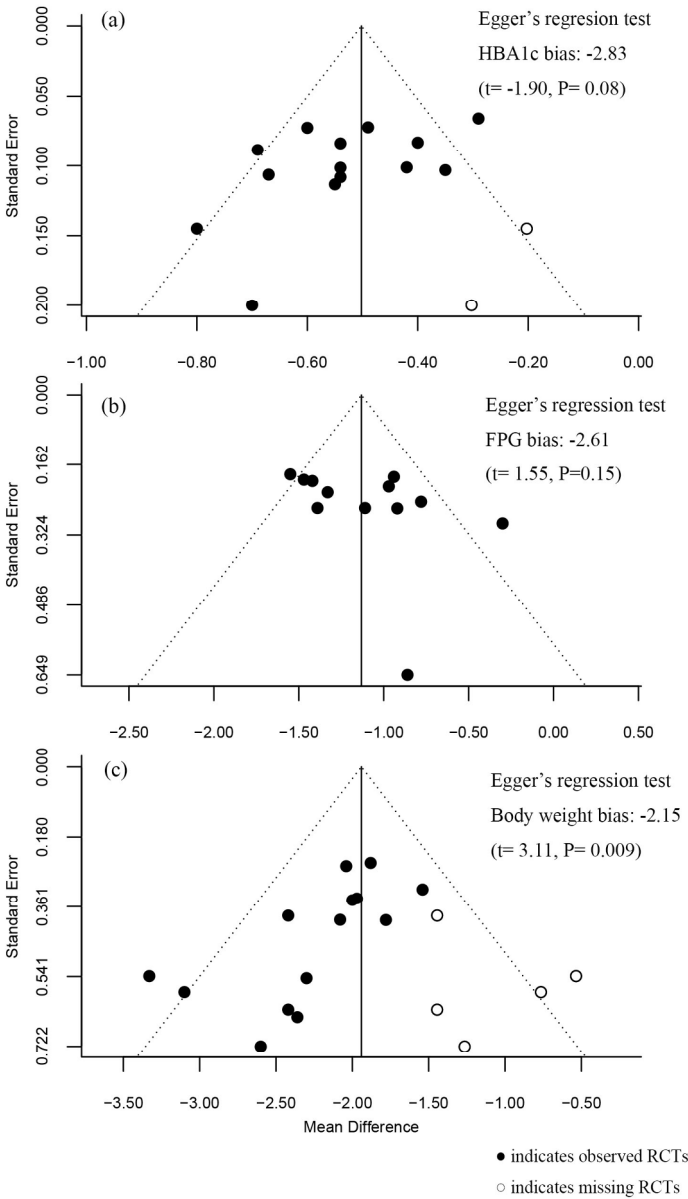 (a)
Egger's regresion test
HBA1c bias: -2.83
(t= -1.90, P= 0.08)
Standard Error
0.000
0.050
0.100
0.150
0.200
−1.00
−0.80
−0.60
−0.40
−0.20
0.00
(b)
Egger's regression test
FPG bias: -2.61
(t= 1.55, P=0.15)
Standard Error
0.000
0.162
0.324
0.486
0.649
−2.50
−2.00
−1.50
−1.00
−0.50
0.00
0.50
(c)
Egger's regression test
Body weight bias: -2.15
(t= 3.11, P= 0.009)
Standard Error
0.000
0.180
0.361
0.541
0.722
−3.50
−3.00
−2.50
−2.00
−1.50
−1.00
−0.50
Mean Difference
indicates observed RCTs
indicates missing RCTs